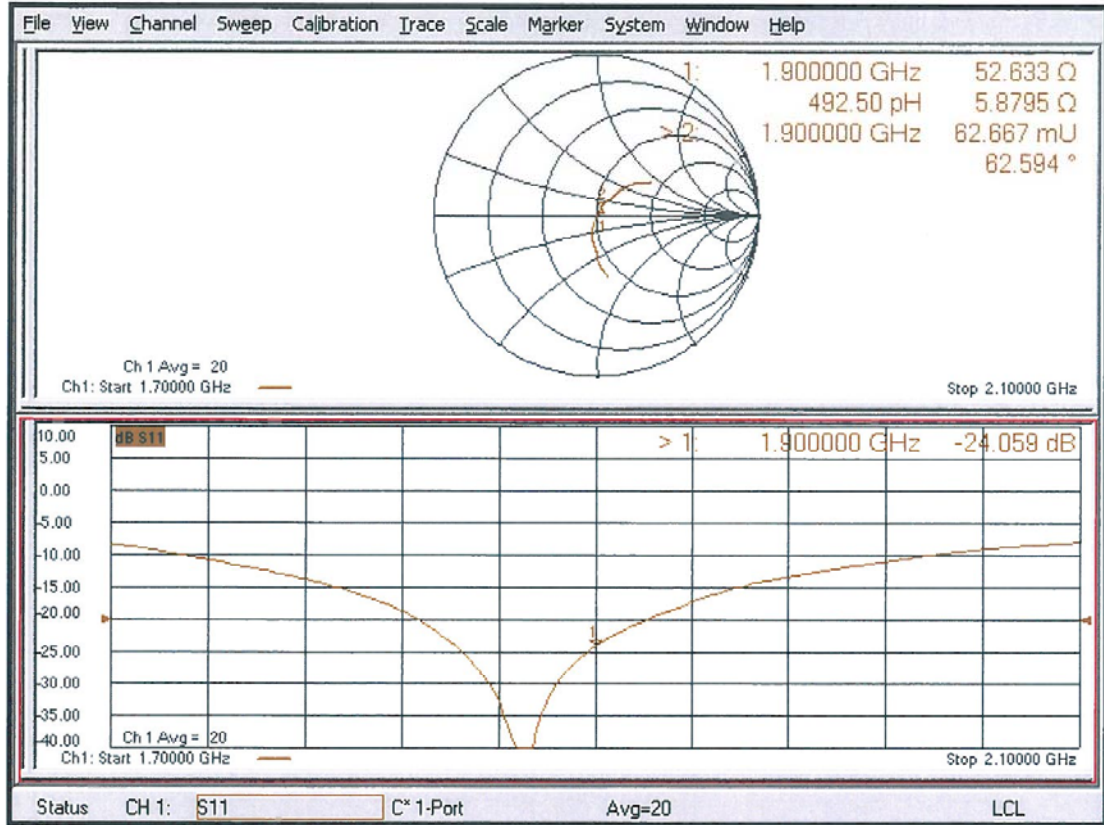 File View Channel Sweep Calibration Trace Scale Marker System Window Help
1: 1.900000 GHz 52.633 Ω
492.50 pH 5.8795 Ω
> 2: 1.900000 GHz 62.667 mU
62.594 °
Ch 1 Avg = 20
Ch1: Start 1.70000 GHz Stop 2.10000 GHz
10.00 dB S11 > 1: 1.900000 GHz -24.059 dB
5.00
0.00
-5.00
-10.00
-15.00
-20.00
1
-25.00
-30.00
-35.00
-40.00 Ch 1 Avg = 20
Ch1: Start 1.70000 GHz Stop 2.10000 GHz
Status CH 1: S11 C* 1-Port Avg=20 LCL